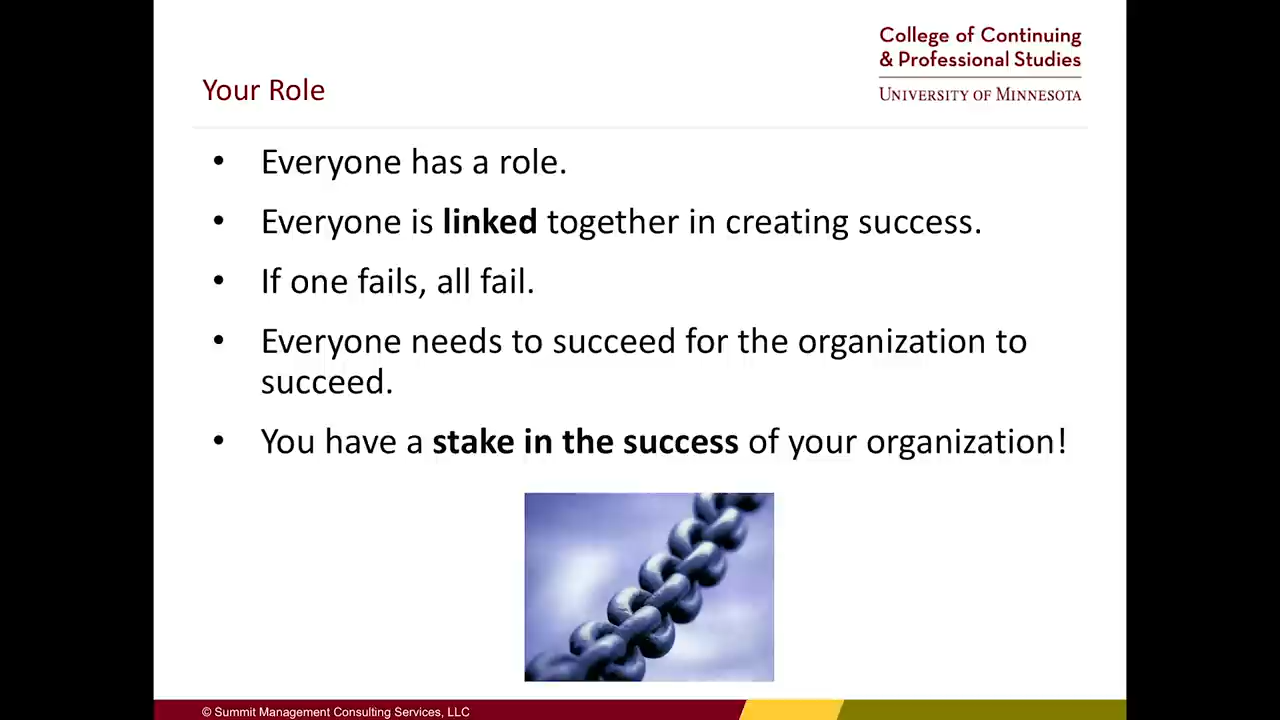 College of Continuing
& Professional Studies
UNIVERSITY OF MINNESOTA
Your Role
• Everyone has a role.
• Everyone is linked together in creating success.
• If one fails, all fail.
• Everyone needs to succeed for the organization to
succeed.
• You have a stake in the success of your organization!
© Summit Management Consulting Services, LLC